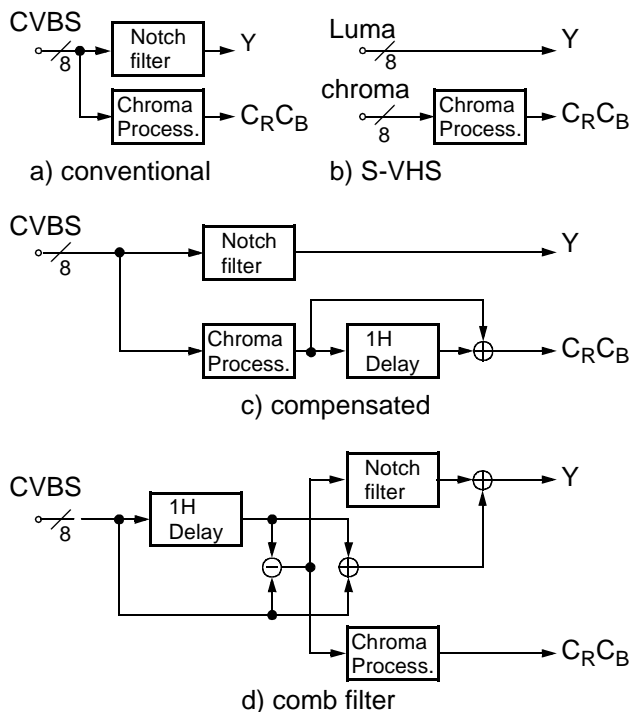 CVBS
8
Notch
filter
Y
Chroma
Process.
CRCB
a) conventional
Luma
8
Y
chroma
8
Chroma
Process.
CRCB
b) S-VHS
CVBS
8
Notch
filter
Y
Chroma
Process.
1H
Delay
CRCB
c) compensated
CVBS
8
1H
Delay
Notch
filter
Y
Chroma
Process.
CRCB
d) comb filter